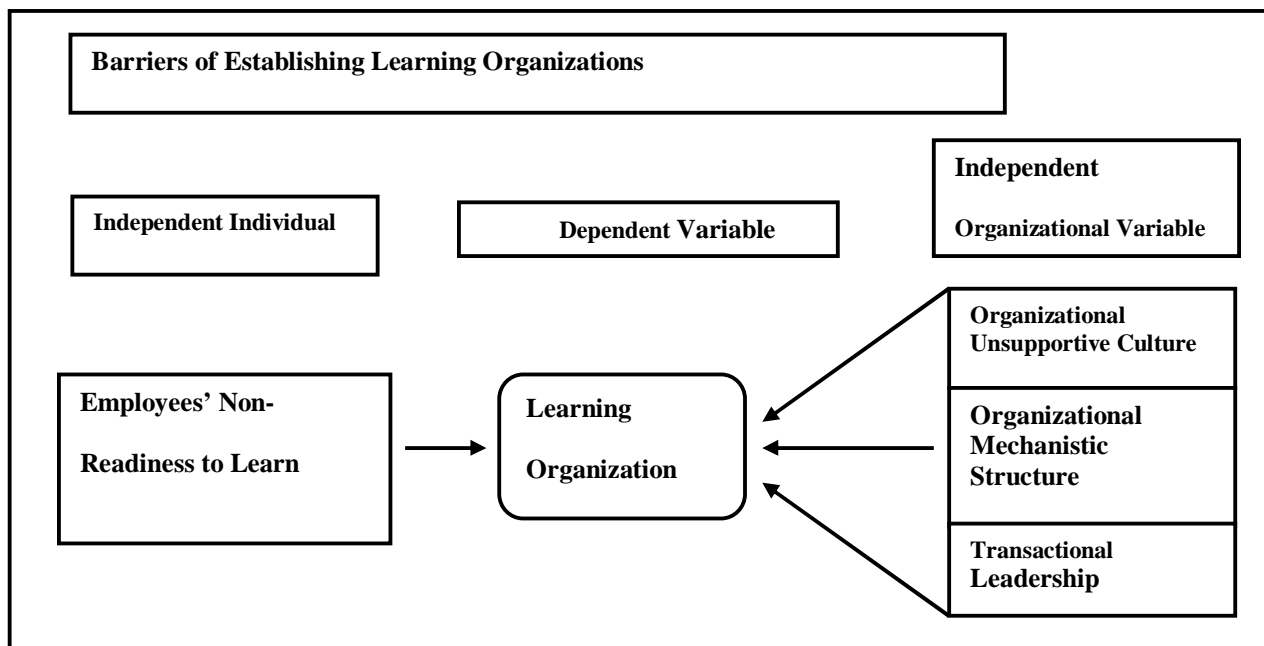 Barriers of Establishing Learning Organizations
Independent Individual
Dependent Variable
Independent
Organizational Variable
Employees’ Non-
Readiness to Learn
Learning
Organization
Organizational
Unsupportive Culture
Organizational
Mechanistic
Structure
Transactional
Leadership